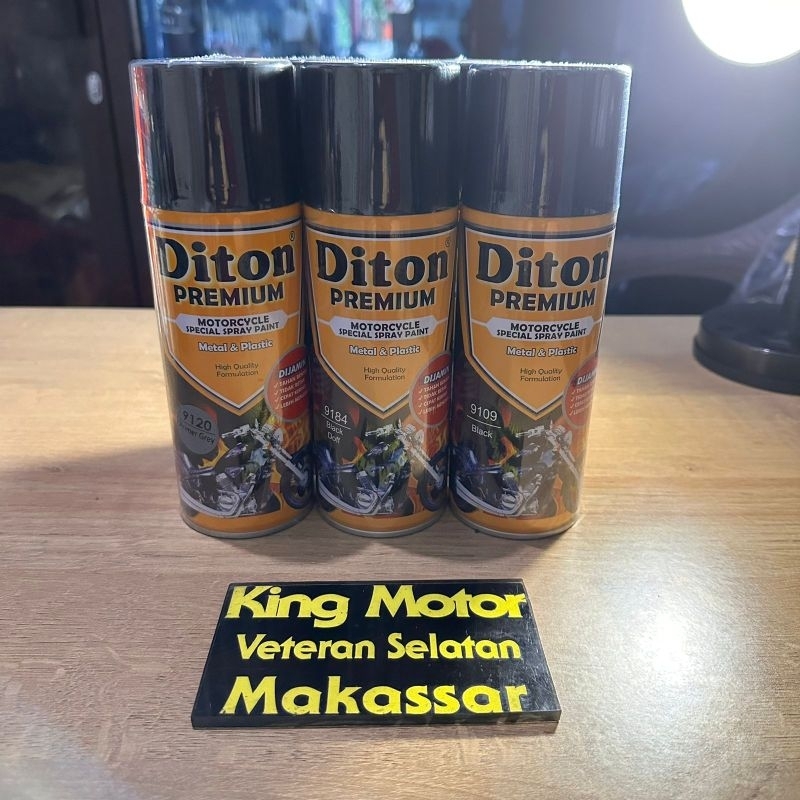 Diton®
PREMIUM
MOTORCYCLE
SPECIAL SPRAY PAINT
Metal & Plastic
High Quality
Formulation
9120
Grey
Diton®
PREMIUM
MOTORCYCLE
SPECIAL SPRAY PAINT
Metal & Plastic
High Quality
Formulation
DIJAMIN
9184
Black
Doff
Diton
PREMIUM
MOTORCYCLE
SPECIAL SPRAY PAINT
Metal & Plastic
High Quality
Formulation
9109
Black
King Motor
Veteran Selatan
Makassar